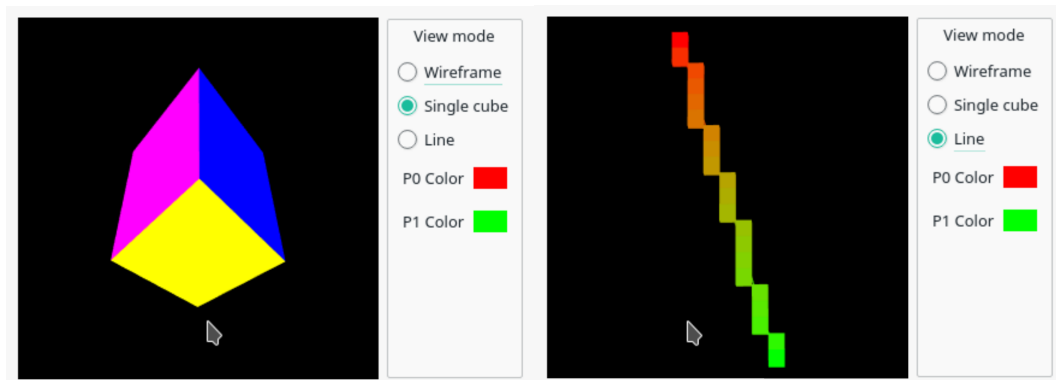 View mode
Wireframe
Single cube
Line
P0 Color
P1 Color
View mode
Wireframe
Single cube
Line
P0 Color
P1 Color